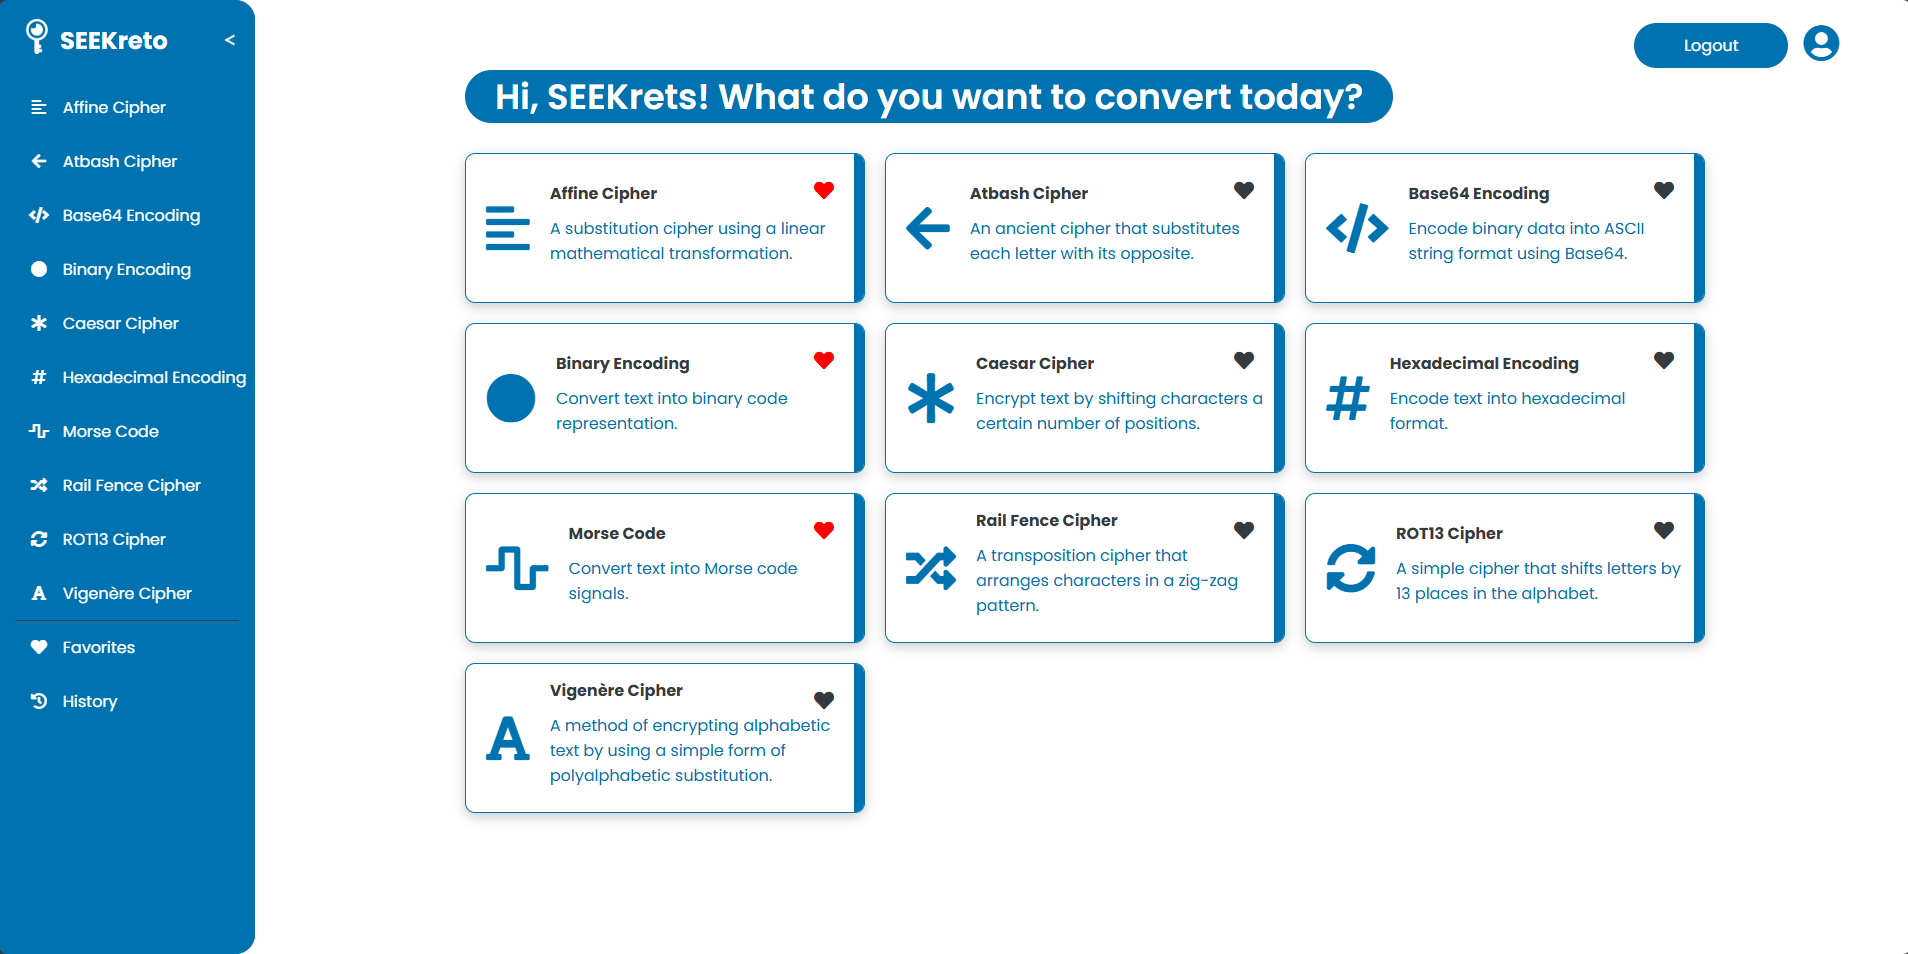 SEEKreto
<
Affine Cipher
Atbash Cipher
Base64 Encoding
Binary Encoding
Caesar Cipher
Hexadecimal Encoding
Morse Code
Rail Fence Cipher
ROT13 Cipher
Vigenère Cipher
Favorites
History
Logout
Hi, SEEKrets! What do you want to convert today?
Affine Cipher
A substitution cipher using a linear
mathematical transformation.
Atbash Cipher
An ancient cipher that substitutes
each letter with its opposite.
Base64 Encoding
Encode binary data into ASCII
string format using Base64.
Binary Encoding
Convert text into binary code
representation.
Caesar Cipher
Encrypt text by shifting characters a
certain number of positions.
Hexadecimal Encoding
Encode text into hexadecimal
format.
Morse Code
Convert text into Morse code
signals.
Rail Fence Cipher
A transposition cipher that
arranges characters in a zig-zag
pattern.
ROT13 Cipher
A simple cipher that shifts letters by
13 places in the alphabet.
Vigenère Cipher
A method of encrypting alphabetic
text by using a simple form of
polyalphabetic substitution.